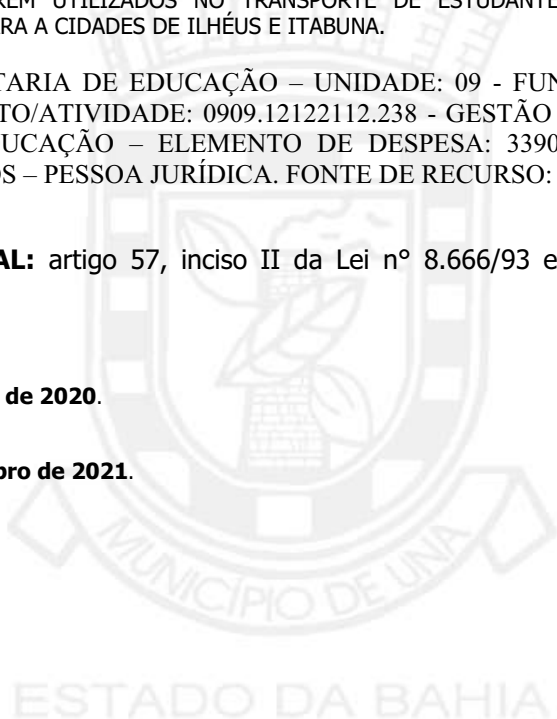 EM UTILIZADOS NO TRANSPORTE DE ESTUDANTE
RA A CIDADES DE ILHÉUS E ITABUNA.
TARIA DE EDUCAÇÃO – UNIDADE: 09 - FUN
TO/ATIVIDADE: 0909.12122112.238 - GESTÃO
UCAÇÃO – ELEMENTO DE DESPESA: 3390
OS – PESSOA JURÍDICA. FONTE DE RECURSO:
AL: artigo 57, inciso II da Lei n° 8.666/93 e
de 2020.
bro de 2021.
MUNICÍPIO DE UNA
ESTADO DA BAHIA